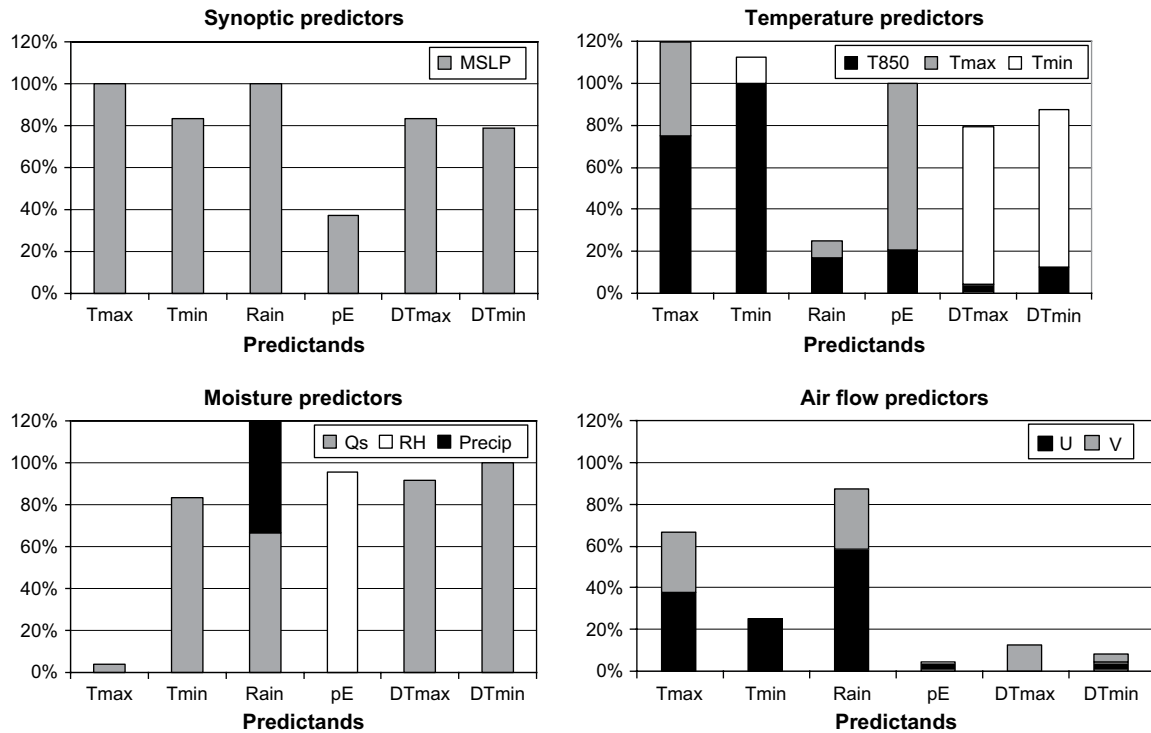 Synoptic predictors
120%
100%
80%
60%
40%
20%
0%
MSLP
Tmax Tmin Rain pE DTmax DTmin
Predictands
Temperature predictors
120%
100%
80%
60%
40%
20%
0%
T850 Tmax Tmin
Tmax Tmin Rain pE DTmax DTmin
Predictands
Moisture predictors
120%
100%
80%
60%
40%
20%
0%
Qs RH Precip
Tmax Tmin Rain pE DTmax DTmin
Predictands
Air flow predictors
120%
100%
80%
60%
40%
20%
0%
U V
Tmax Tmin Rain pE DTmax DTmin
Predictands